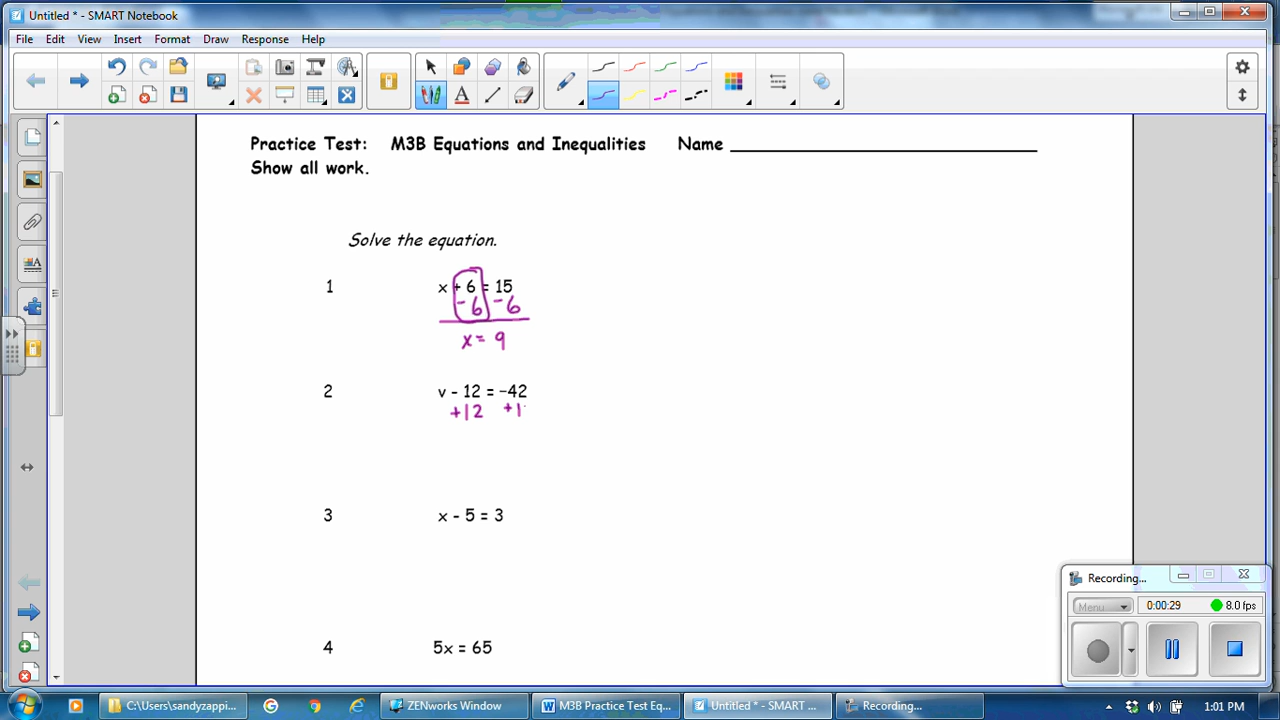 Untitled * - SMART Notebook
File Edit View Insert Format Draw Response Help
Practice Test: M3B Equations and Inequalities Name
Show all work.
Solve the equation.
1 x + 6 = 15
-6 -6
x = 9
2 v - 12 = -42
+12 +1
3 x - 5 = 3
4 5x = 65
Recording...
Menu 0:00:29 8.0 fps
C:\Users\sandyzappi... ZENworks Window M3B Practice Test Eq... Untitled * - SMART ... Recording... 1:01 PM